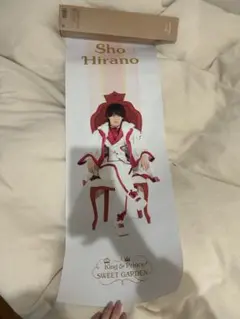 Sho
Hirano
King & Prince
SWEET GARDEN